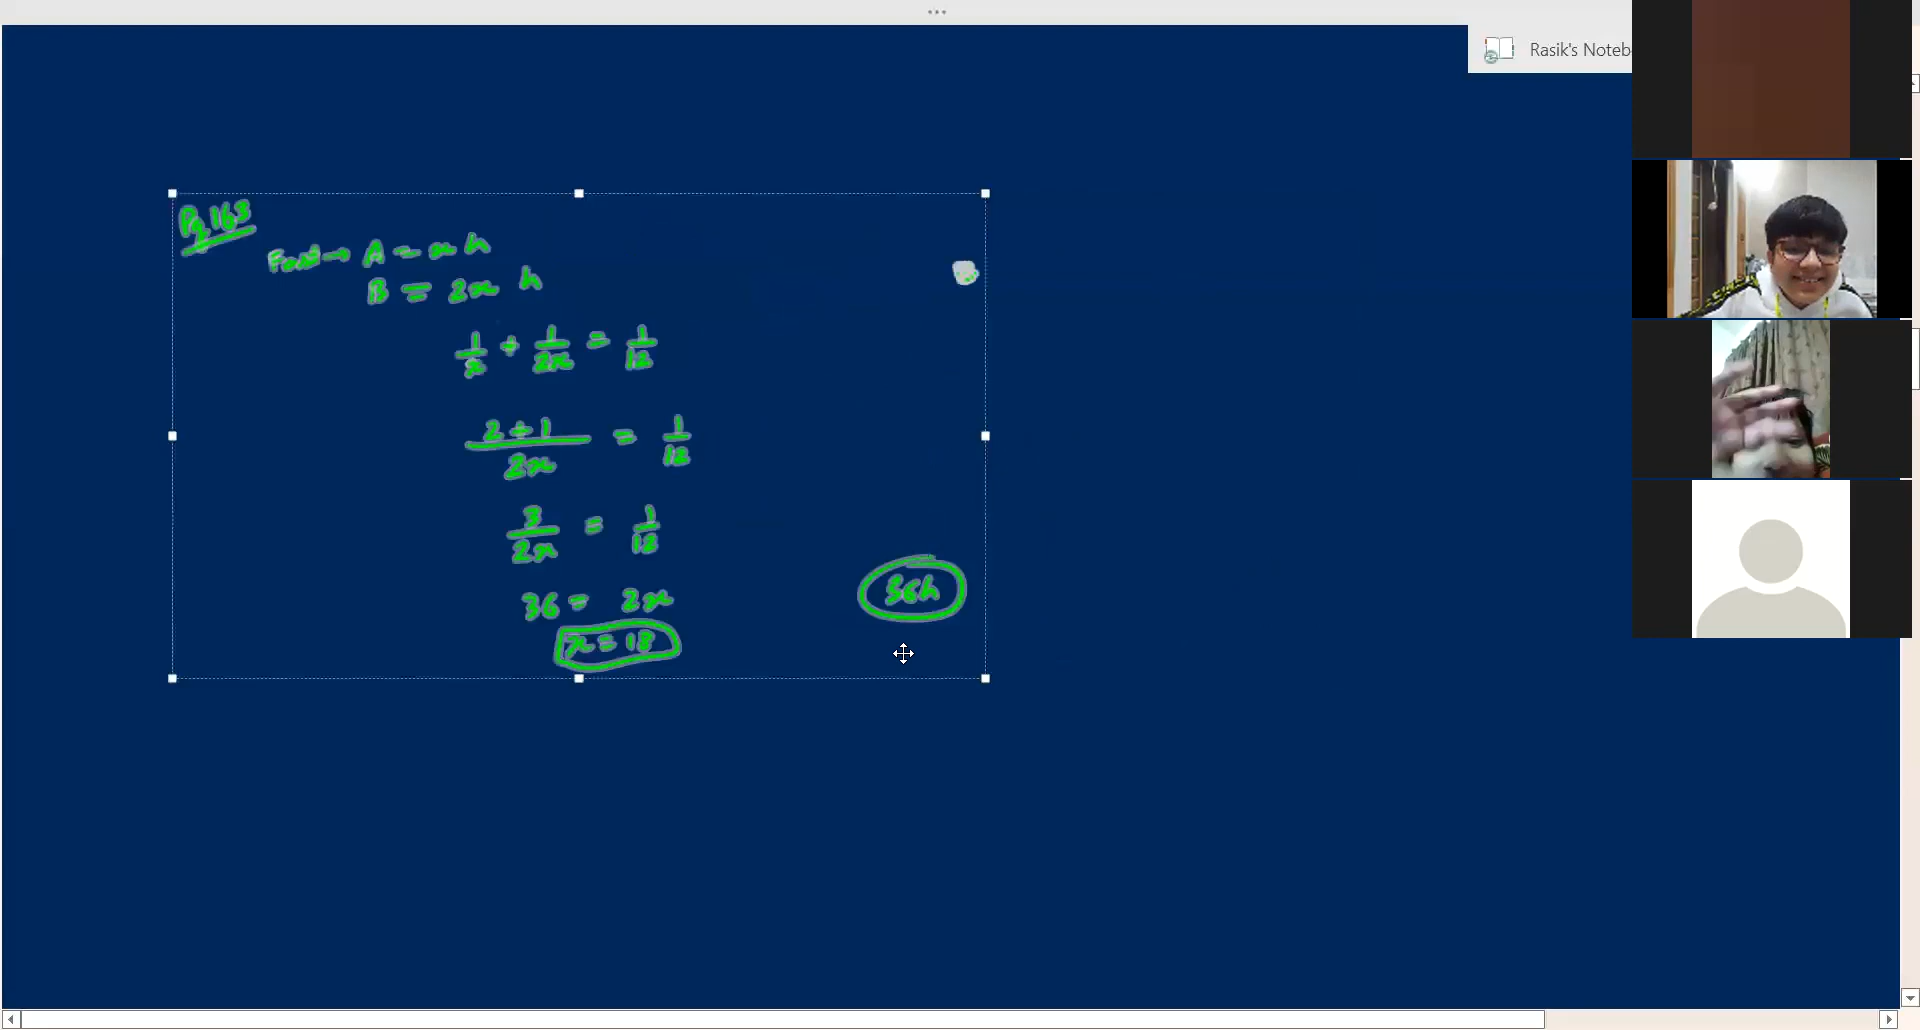 Rasik's Noteb
Pg 163
Fast → A = x h
B = 2x h
1/x + 1/2x = 1/12
2 + 1/2x = 1/12
3/2x = 1/12
36 = 2x
x = 18
36h